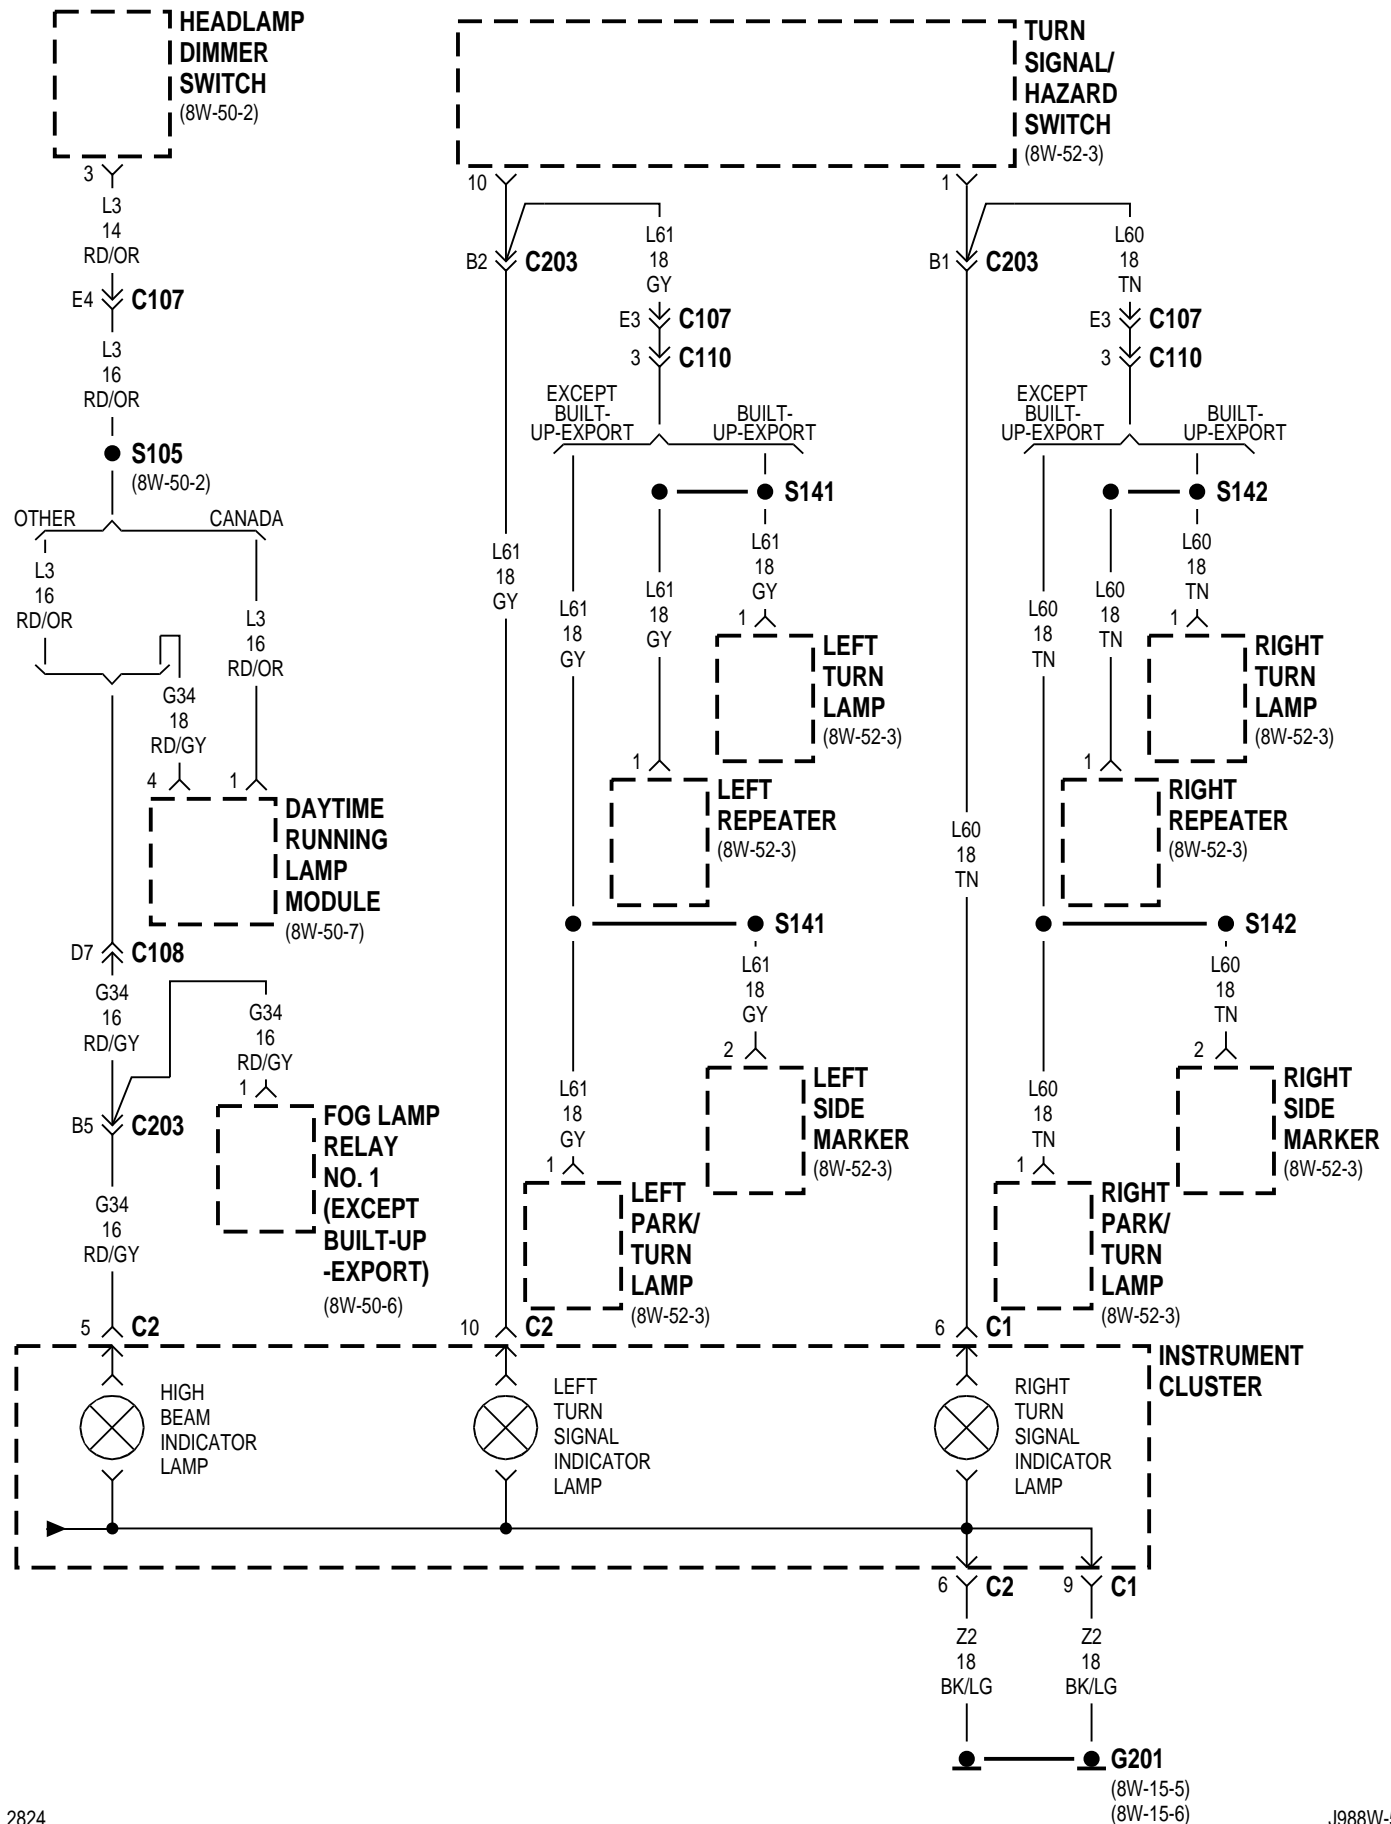 HEADLAMP
DIMMER
SWITCH
(8W-50-2)
TURN
SIGNAL/
HAZARD
SWITCH
(8W-52-3)
3
L3
14
RD/OR
E4
C107
L3
16
RD/OR
S105
(8W-50-2)
OTHER
CANADA
L3
16
RD/OR
L3
16
RD/OR
G34
18
RD/GY
4
1
DAYTIME
RUNNING
LAMP
MODULE
(8W-50-7)
D7
C108
G34
16
RD/GY
G34
16
RD/GY
1
B5
C203
FOG LAMP
RELAY
NO. 1
(EXCEPT
BUILT-UP
-EXPORT)
(8W-50-6)
G34
16
RD/GY
5
C2
10
B2
C203
L61
18
GY
E3
C107
3
C110
EXCEPT
BUILT-
UP-EXPORT
BUILT-
UP-EXPORT
S141
L61
18
GY
L61
18
GY
L61
18
GY
L61
18
GY
1
LEFT
TURN
LAMP
(8W-52-3)
1
LEFT
REPEATER
(8W-52-3)
S141
L61
18
GY
2
LEFT
SIDE
MARKER
(8W-52-3)
L61
18
GY
1
LEFT
PARK/
TURN
LAMP
(8W-52-3)
10
C2
1
B1
C203
L60
18
TN
E3
C107
3
C110
EXCEPT
BUILT-
UP-EXPORT
BUILT-
UP-EXPORT
S142
L60
18
TN
L60
18
TN
L60
18
TN
1
RIGHT
TURN
LAMP
(8W-52-3)
1
RIGHT
REPEATER
(8W-52-3)
L60
18
TN
S142
L60
18
TN
2
RIGHT
SIDE
MARKER
(8W-52-3)
L60
18
TN
1
RIGHT
PARK/
TURN
LAMP
(8W-52-3)
6
C1
INSTRUMENT
CLUSTER
HIGH
BEAM
INDICATOR
LAMP
LEFT
TURN
SIGNAL
INDICATOR
LAMP
RIGHT
TURN
SIGNAL
INDICATOR
LAMP
6
C2
9
C1
Z2
18
BK/LG
Z2
18
BK/LG
G201
(8W-15-5)
(8W-15-6)
2824